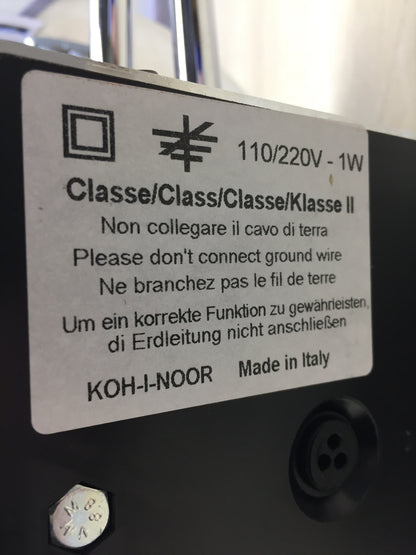 110/220V - 1W
Classe/Class/Classe/Klasse II
Non collegare il cavo di terra
Please don't connect ground wire
Ne branchez pas le fil de terre
Um ein korrekte Funktion zu gewährleisten,
di Erdleitung nicht anschließen
KOH-I-NOOR Made in Italy
8.8